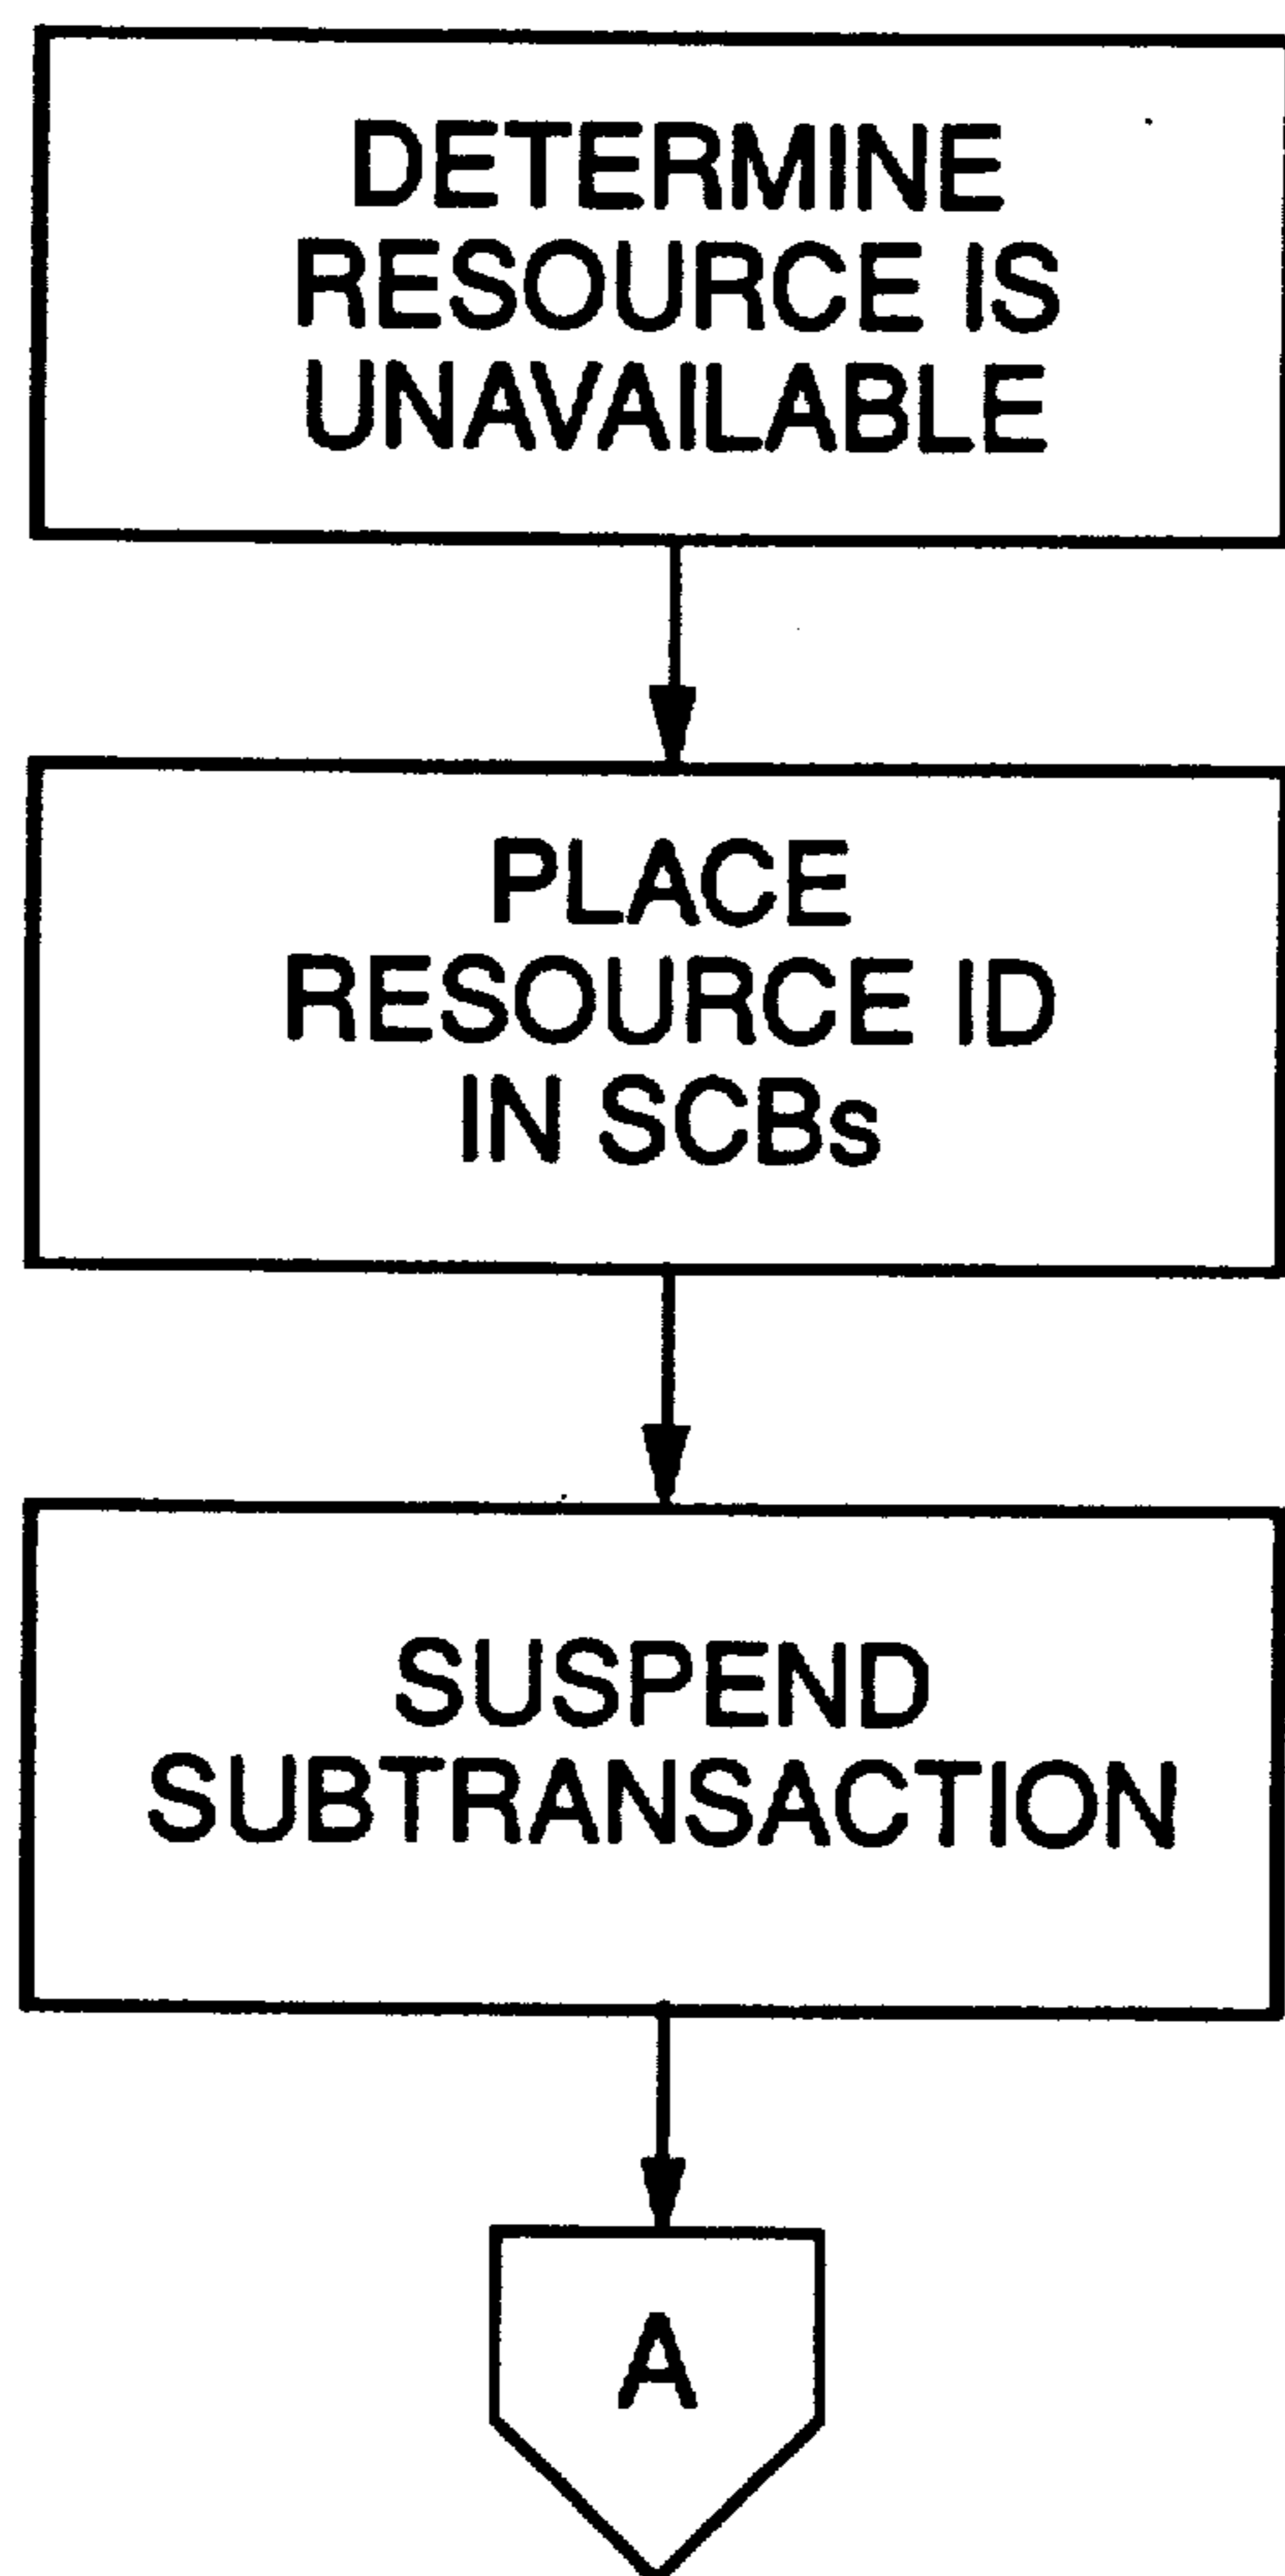 DETERMINE
RESOURCE IS
UNAVAILABLE
PLACE
RESOURCE ID
IN SCBs
SUSPEND
SUBTRANSACTION
A